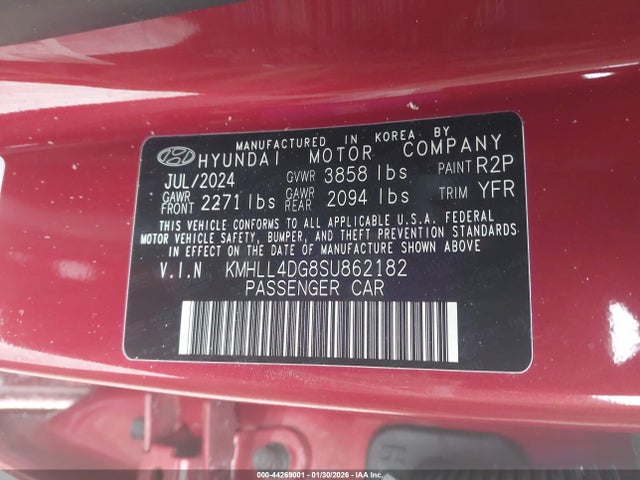 MANUFACTURED IN KOREA BY
HYUNDAI MOTOR COMPANY
JUL/2024 GVWR 3858 lbs PAINT R2P
GAWR FRONT 2271 lbs GAWR REAR 2094 lbs TRIM YFR
THIS VEHICLE CONFORMS TO ALL APPLICABLE U.S.A. FEDERAL
MOTOR VEHICLE SAFETY, BUMPER, AND THEFT PREVENTION
STANDARDS IN EFFECT ON THE DATE OF MANUFACTURE SHOWN ABOVE
V.I.N KMHLL4DG8SU862182
PASSENGER CAR
000-44269001 - 01/30/2026 - IAAI.COM